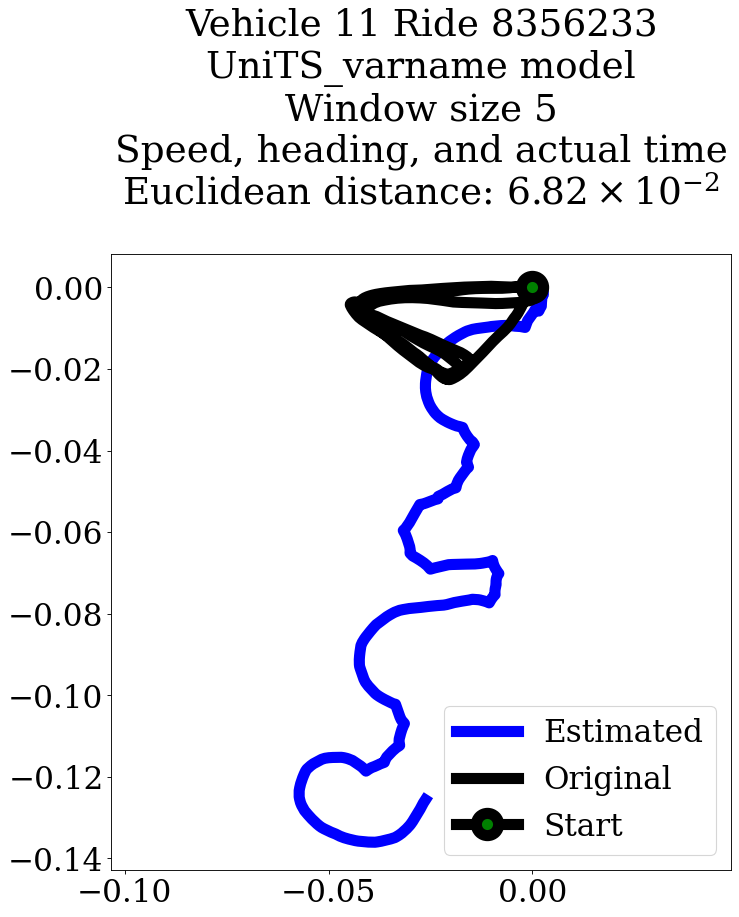 Vehicle 11 Ride 8356233
UniTS_varname model
Window size 5
Speed, heading, and actual time
Euclidean distance: 6.82 × 10⁻²
0.00
−0.02
−0.04
−0.06
−0.08
−0.10
−0.12
−0.14
−0.10
−0.05
0.00
Estimated
Original
Start